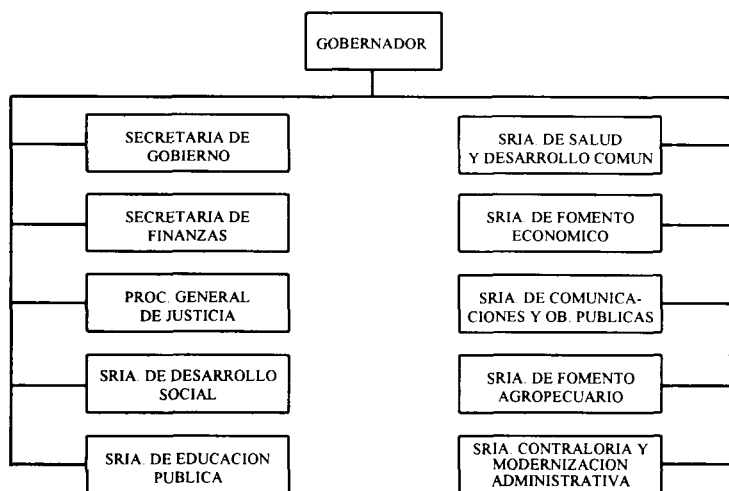 GOBERNADOR
SECRETARIA DE
GOBIERNO
SECRETARIA DE
FINANZAS
PROC. GENERAL
DE JUSTICIA
SRIA. DE DESARROLLO
SOCIAL
SRIA. DE EDUCACION
PUBLICA
SRIA. DE SALUD
Y DESARROLLO COMUN
SRIA. DE FOMENTO
ECONOMICO
SRIA. DE COMUNICA-
CIONES Y OB. PUBLICAS
SRIA. DE FOMENTO
AGROPECUARIO
SRIA. CONTRALORIA Y
MODERNIZACION
ADMINISTRATIVA